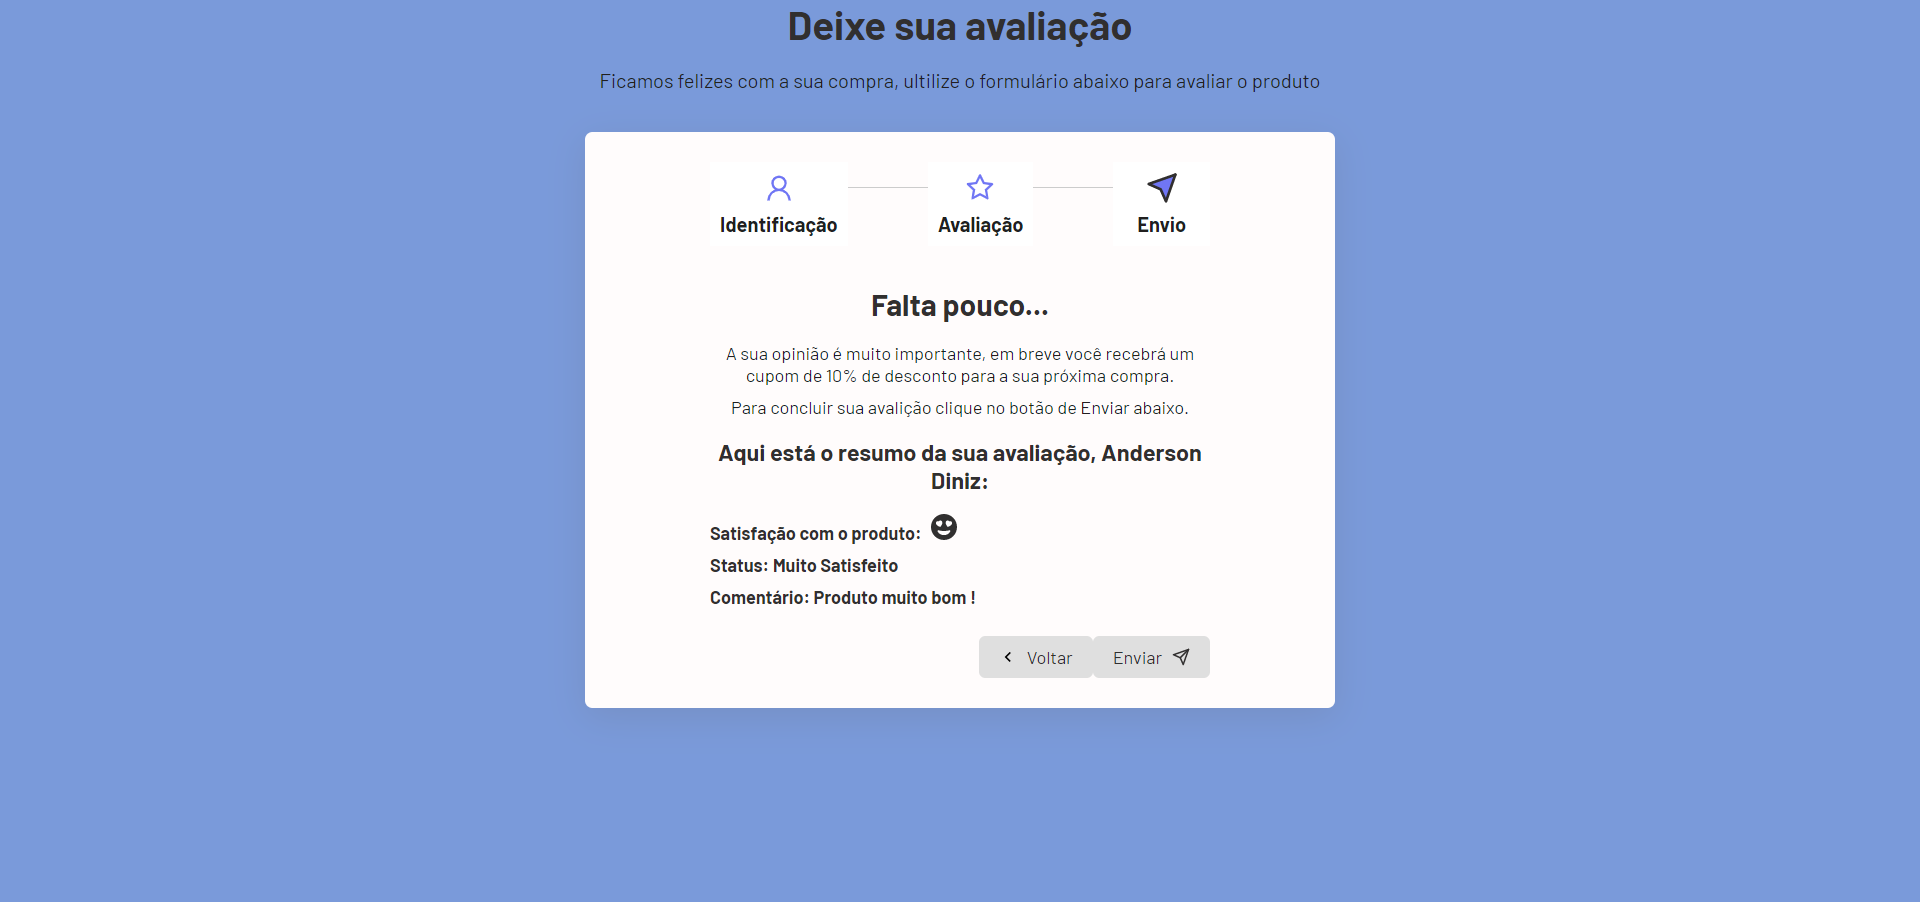 Deixe sua avaliação
Ficamos felizes com a sua compra, ultilize o formulário abaixo para avaliar o produto
Identificação
Avaliação
Envio
Falta pouco...
A sua opinião é muito importante, em breve você recebrá um
cupom de 10% de desconto para a sua próxima compra.
Para concluir sua avalição clique no botão de Enviar abaixo.
Aqui está o resumo da sua avaliação, Anderson
Diniz:
Satisfação com o produto:
Status: Muito Satisfeito
Comentário: Produto muito bom !
Voltar
Enviar